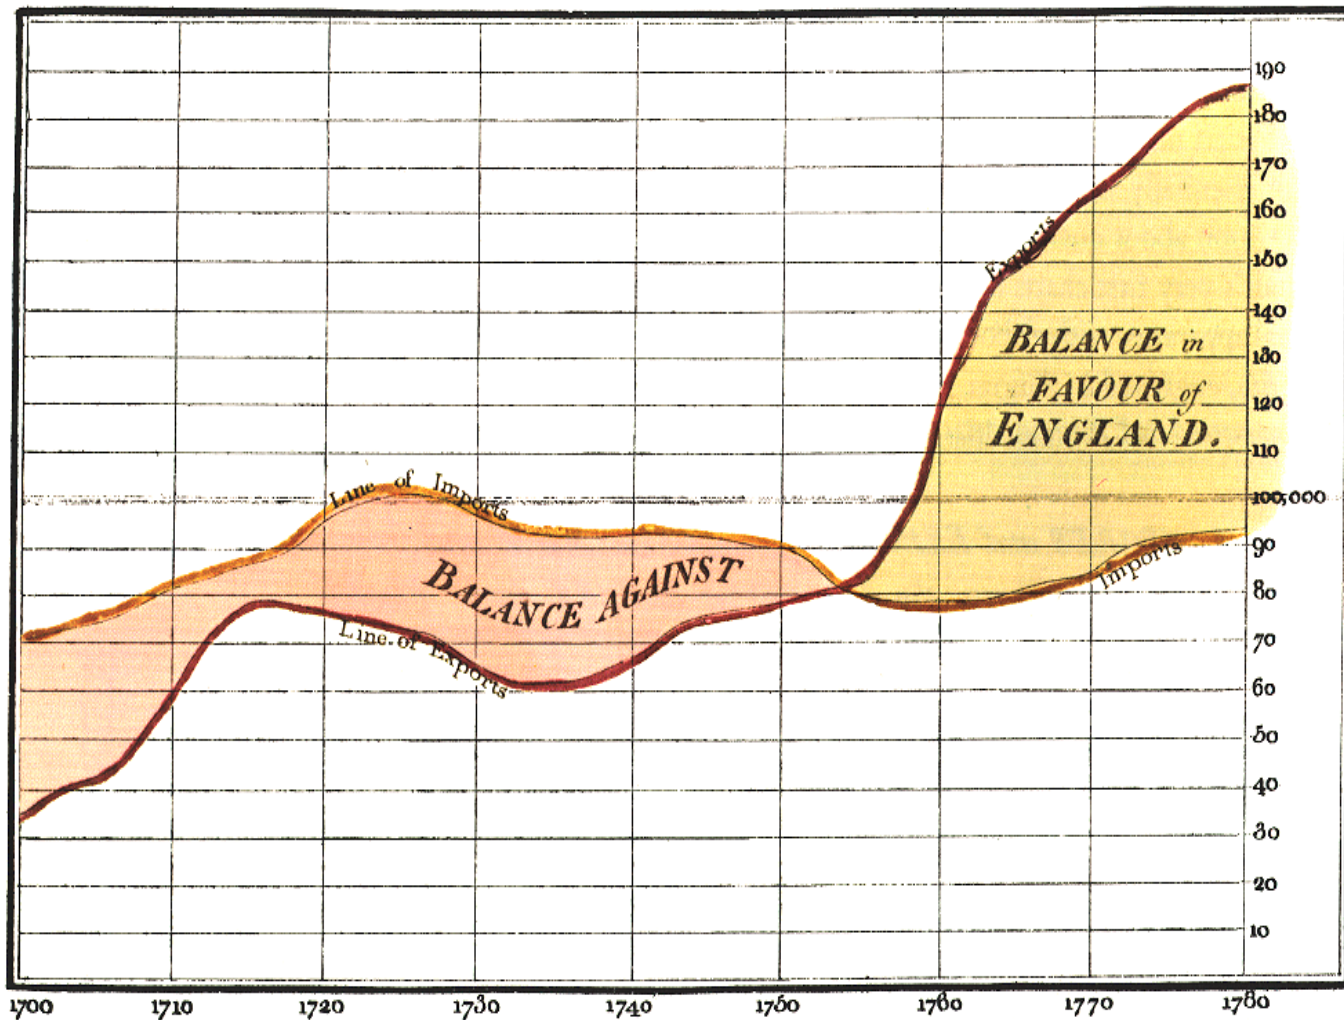 190
180
170
160
150
140
130
120
110
100,000
90
80
70
60
50
40
30
20
10
Exports
BALANCE in
FAVOUR of
ENGLAND.
Line of Imports
BALANCE AGAINST
Line of Exports
Imports
1700 1710 1720 1730 1740 1750 1760 1770 1780